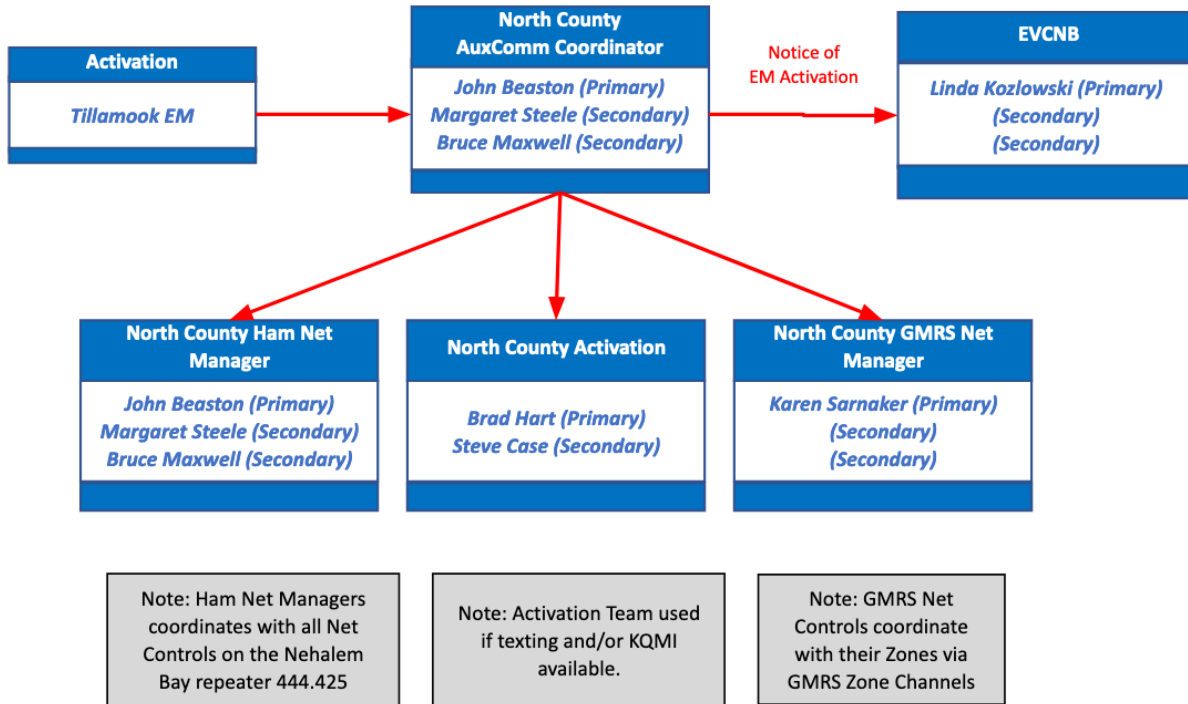 Activation
Tillamook EM
North County
AuxComm Coordinator
John Beaston (Primary)
Margaret Steele (Secondary)
Bruce Maxwell (Secondary)
Notice of
EM Activation
EVCNB
Linda Kozlowski (Primary)
(Secondary)
(Secondary)
North County Ham Net
Manager
John Beaston (Primary)
Margaret Steele (Secondary)
Bruce Maxwell (Secondary)
North County Activation
Brad Hart (Primary)
Steve Case (Secondary)
North County GMRS Net
Manager
Karen Sarnaker (Primary)
(Secondary)
(Secondary)
Note: Ham Net Managers
coordinates with all Net
Controls on the Nehalem
Bay repeater 444.425
Note: Activation Team used
if texting and/or KQMI
available.
Note: GMRS Net
Controls coordinate
with their Zones via
GMRS Zone Channels